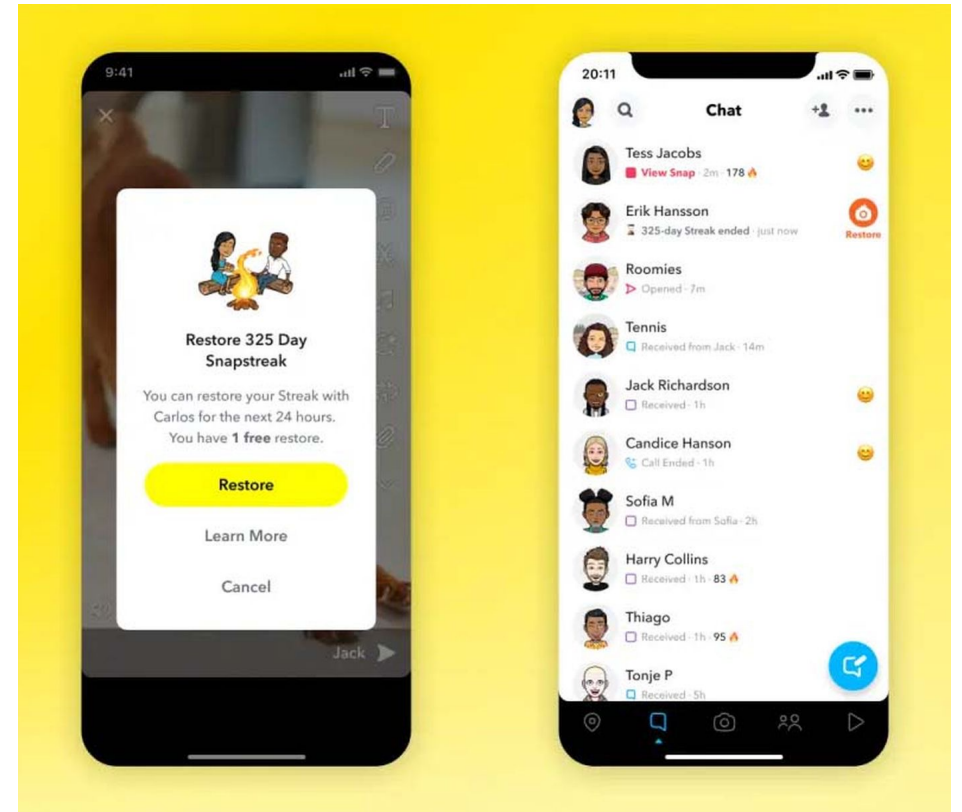 9:41
T
Restore 325 Day
Snapstreak
You can restore your Streak with
Carlos for the next 24 hours.
You have 1 free restore.
Restore
Learn More
Cancel
Jack
20:11
Chat
Tess Jacobs
View Snap · 2m · 178 🔥
Erik Hansson
325-day Streak ended · just now
Restore
Roomies
Opened · 7m
Tennis
Received from Jack · 14m
Jack Richardson
Received · 1h
Candice Hanson
Call Ended · 1h
Sofia M
Received from Sofia · 2h
Harry Collins
Received · 1h · 83 🔥
Thiago
Received · 1h · 95 🔥
Tonje P
Received · 5h